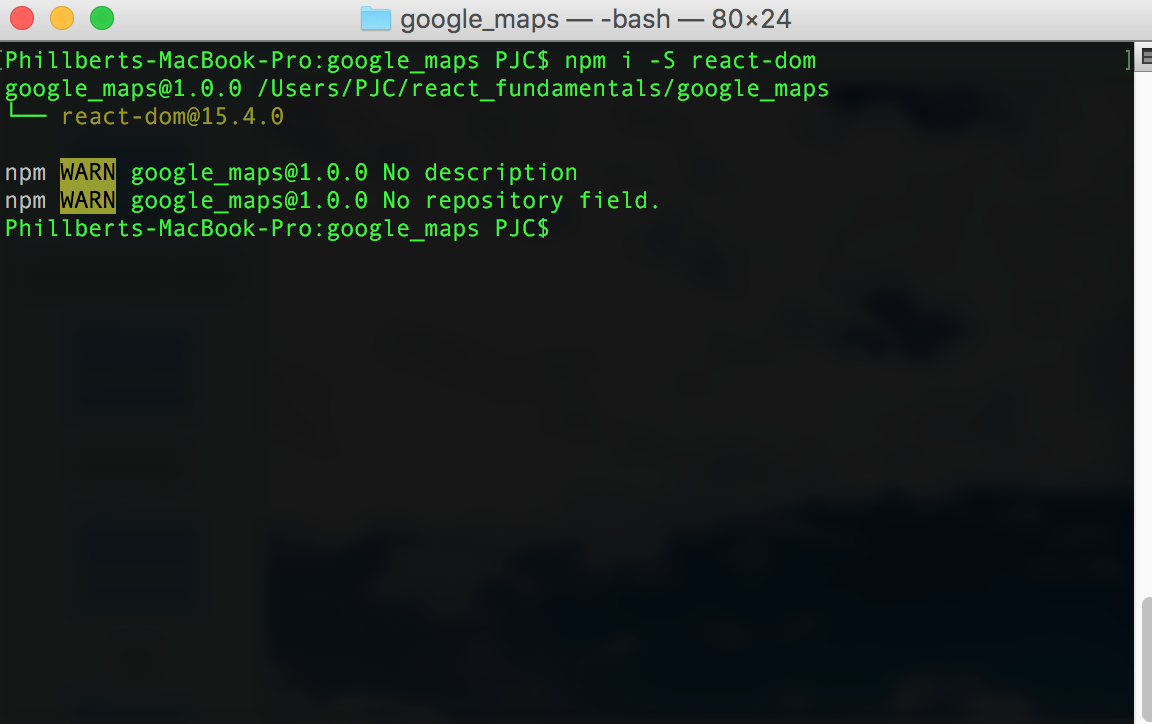 google_maps — -bash — 80×24
[Phillberts-MacBook-Pro:google_maps PJC$ npm i -S react-dom ]
google_maps@1.0.0 /Users/PJC/react_fundamentals/google_maps
└── react-dom@15.4.0
npm WARN google_maps@1.0.0 No description
npm WARN google_maps@1.0.0 No repository field.
Phillberts-MacBook-Pro:google_maps PJC$